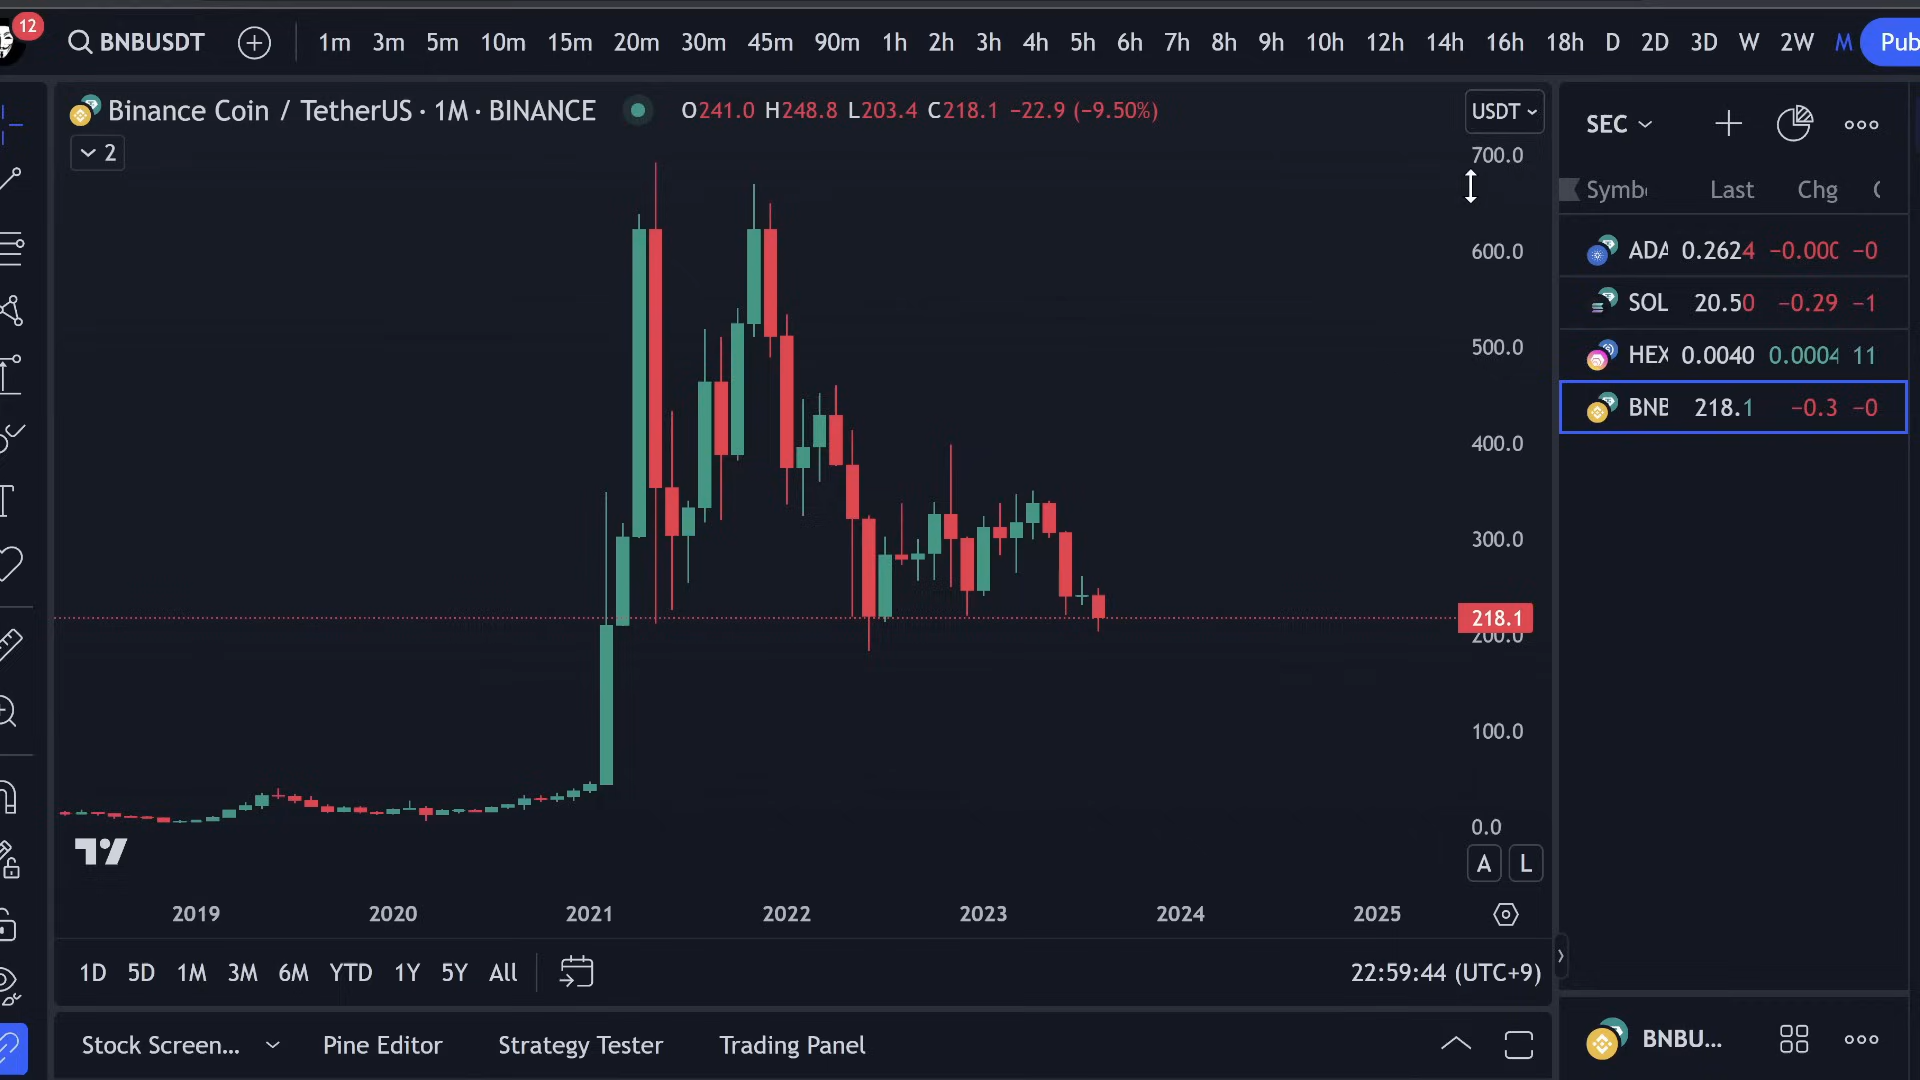 12
BNBUSDT 1m 3m 5m 10m 15m 20m 30m 45m 90m 1h 2h 3h 4h 5h 6h 7h 8h 9h 10h 12h 14h 16h 18h D 2D 3D W 2W M Pub
Binance Coin / TetherUS · 1M · BINANCE O241.0 H248.8 L203.4 C218.1 −22.9 (−9.50%)
USDT
2
SEC
Symb Last Chg
ADA 0.2624 −0.000 −0
SOL 20.50 −0.29 −1
HEX 0.0040 0.0004 11
BNB 218.1 −0.3 −0
700.0
600.0
500.0
400.0
300.0
218.1
200.0
100.0
0.0
A L
2019 2020 2021 2022 2023 2024 2025
1D 5D 1M 3M 6M YTD 1Y 5Y All 22:59:44 (UTC+9)
Stock Screen... Pine Editor Strategy Tester Trading Panel
BNBU...